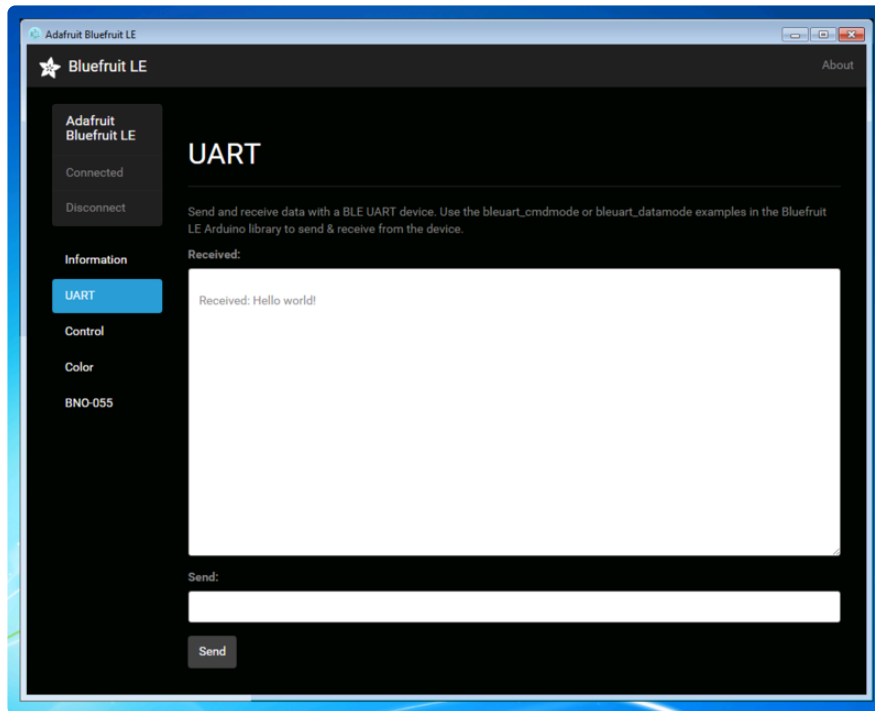 Adafruit Bluefruit LE
Bluefruit LE
About
Adafruit
Bluefruit LE
Connected
Disconnect
Information
UART
Control
Color
BNO-055
UART
Send and receive data with a BLE UART device. Use the bleuart_cmdmode or bleuart_datamode examples in the Bluefruit
LE Arduino library to send & receive from the device.
Received:
Received: Hello world!
Send:
Send